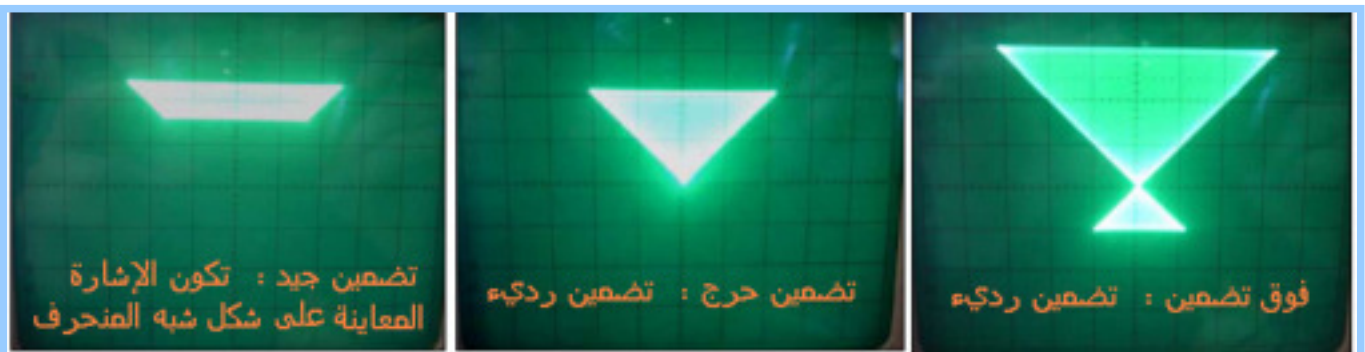 تضمين جيد : تكون الإشارة
المعاينة على شكل شبه المنحرف
تضمين حرج : تضمين رديء
فوق تضمين : تضمين رديء